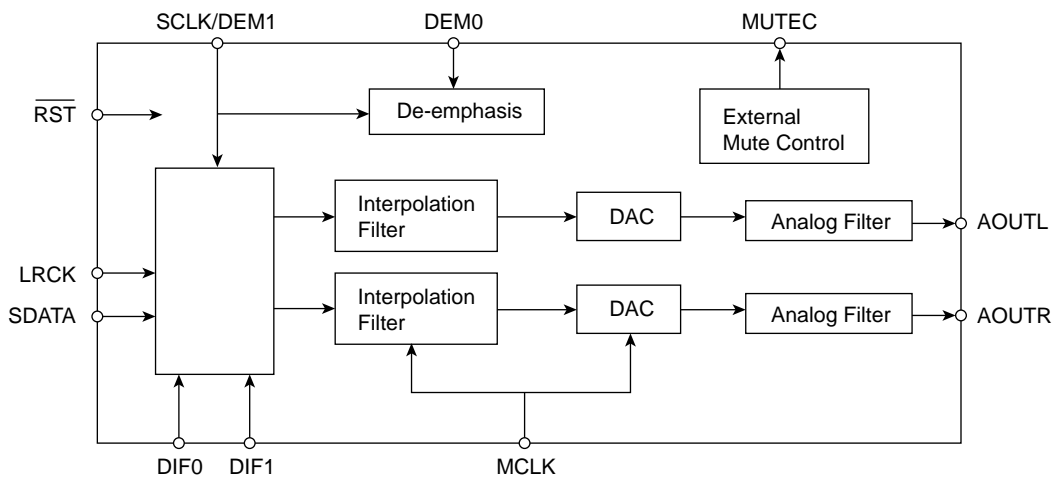 SCLK/DEM1
DEM0
MUTEC
RST
De-emphasis
External
Mute Control
Interpolation
Filter
DAC
Analog Filter
AOUTL
LRCK
SDATA
Interpolation
Filter
DAC
Analog Filter
AOUTR
DIF0
DIF1
MCLK